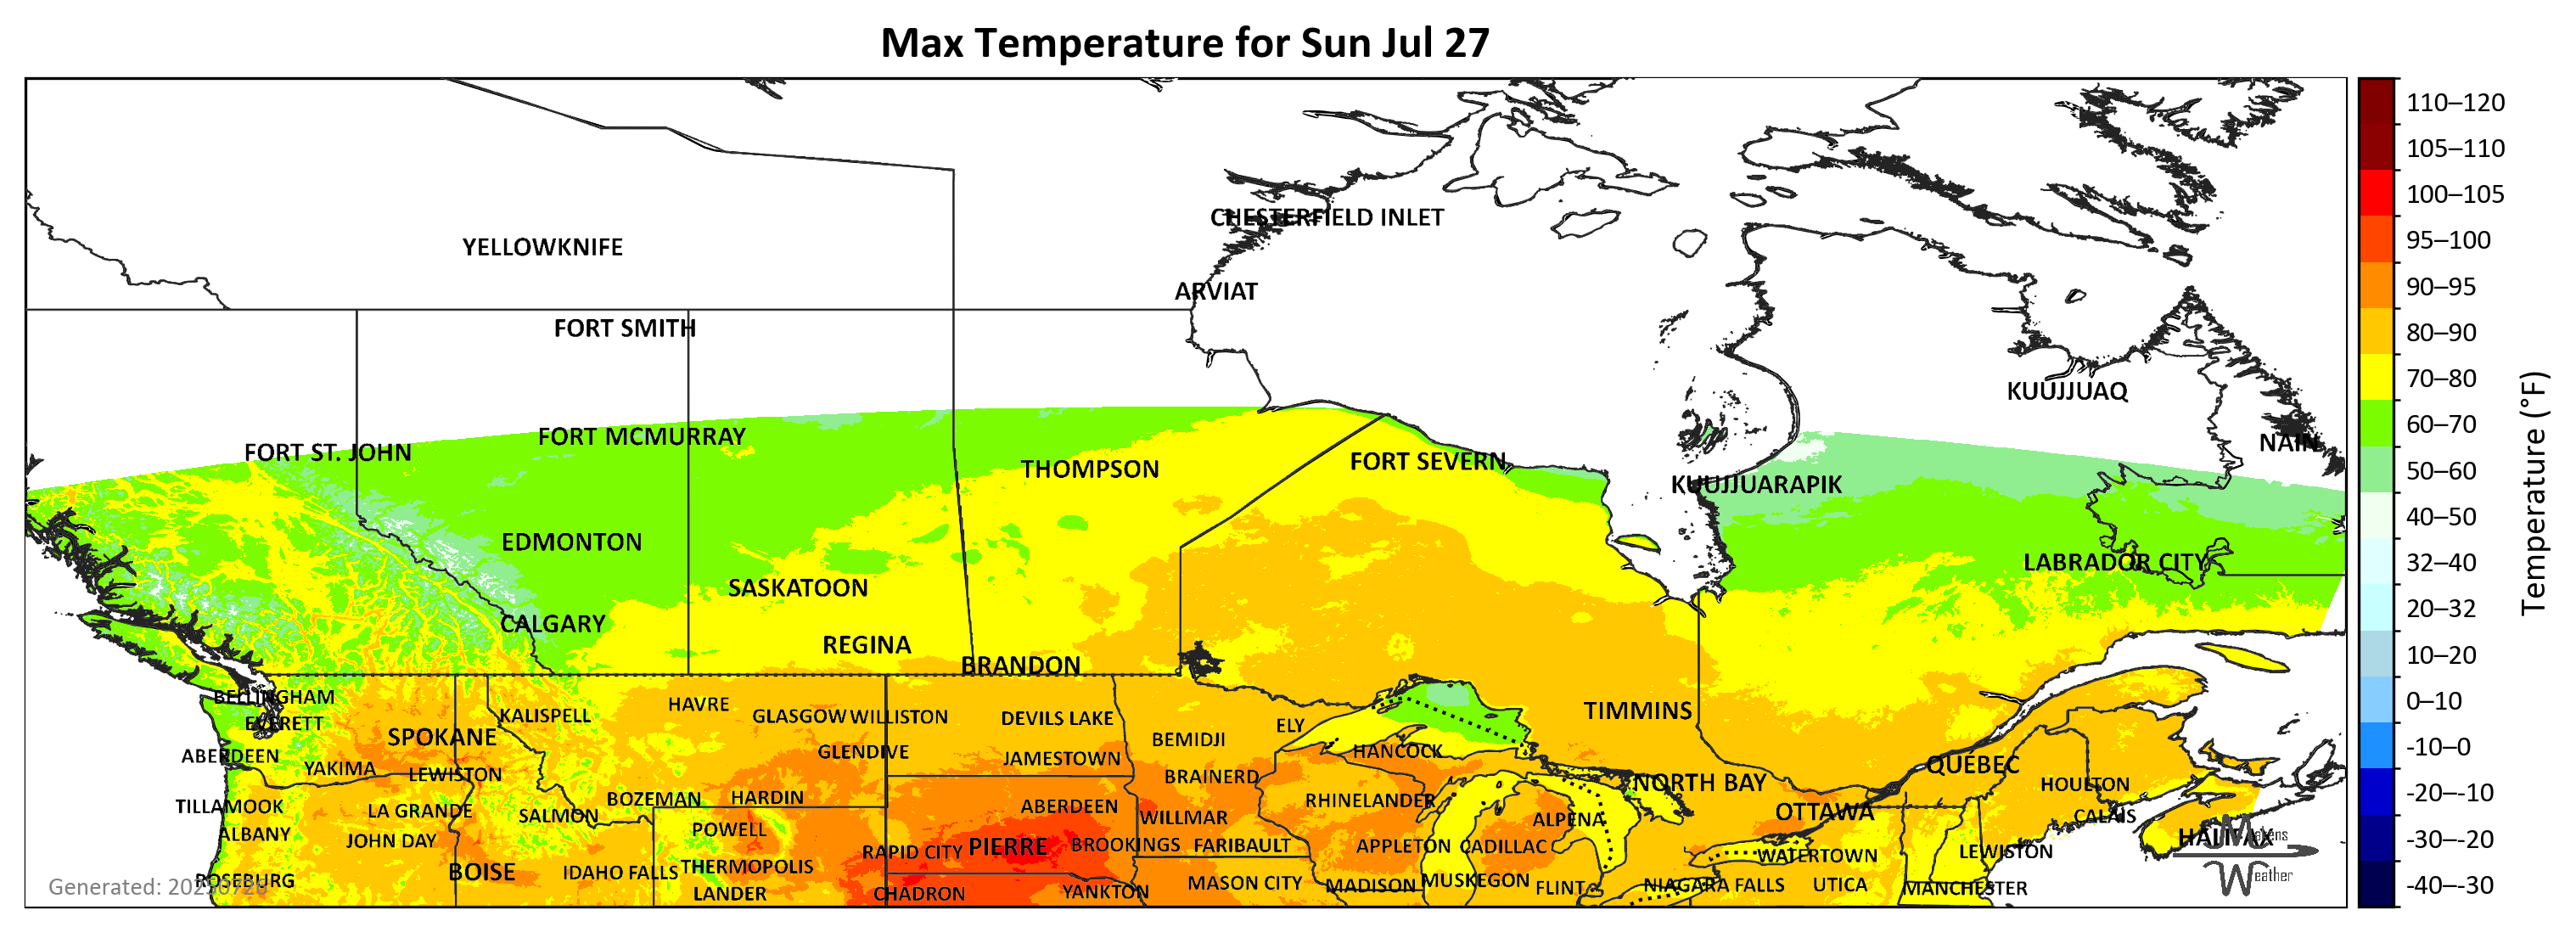 Max Temperature for Sun Jul 27
CHESTERFIELD INLET
YELLOWKNIFE
ARVIAT
FORT SMITH
KUUJJUAQ
FORT MCMURRAY
NAIN
FORT ST. JOHN
THOMPSON
FORT SEVERN
KUUJJUARAPIK
EDMONTON
LABRADOR CITY
SASKATOON
CALGARY
REGINA
BRANDON
BELLINGHAM
HAVRE
KALISPELL
GLASGOW
WILLISTON
DEVILS LAKE
TIMMINS
EVERETT
ELY
SPOKANE
BEMIDJI
GLENDIVE
HANCOCK
ABERDEEN
JAMESTOWN
QUÉBEC
YAKIMA
LEWISTON
BRAINERD
NORTH BAY
HOULTON
BOZEMAN
HARDIN
RHINELANDER
TILLAMOOK
LA GRANDE
SALMON
ABERDEEN
WILLMAR
ALPENA
OTTAWA
CALAIS
ALBANY
JOHN DAY
POWELL
HALIFAX
RAPID CITY
PIERRE
BROOKINGS
FARIBAULT
APPLETON
CADILLAC
WATERTOWN
LEWISTON
BOISE
IDAHO FALLS
THERMOPOLIS
ROSEBURG
MASON CITY
MADISON
MUSKEGON
FLINT
NIAGARA FALLS
UTICA
MANCHESTER
LANDER
CHADRON
YANKTON
Generated: 20250726
Makens
Weather
110–120
105–110
100–105
95–100
90–95
80–90
70–80
60–70
50–60
40–50
32–40
20–32
10–20
0–10
-10–0
-20–-10
-30–-20
-40–-30
Temperature (°F)